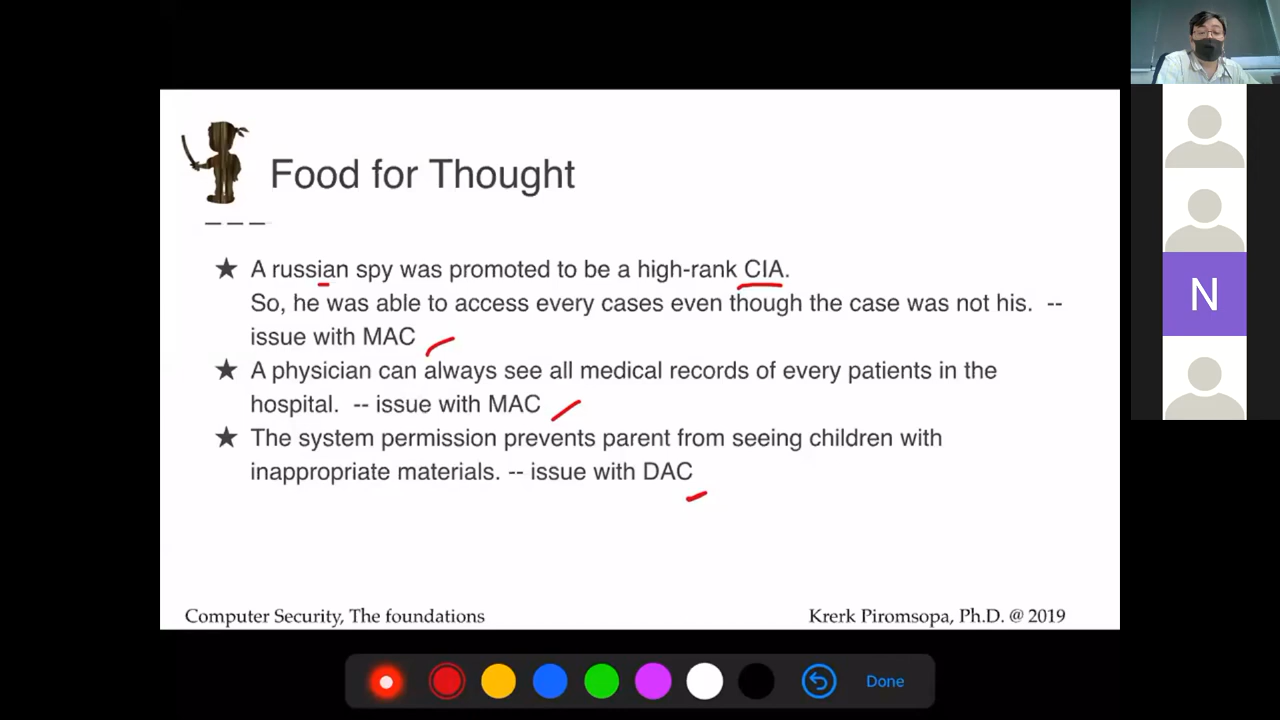 Food for Thought
★ A russian spy was promoted to be a high-rank CIA.
So, he was able to access every cases even though the case was not his. --
issue with MAC
★ A physician can always see all medical records of every patients in the
hospital. -- issue with MAC
★ The system permission prevents parent from seeing children with
inappropriate materials. -- issue with DAC
Computer Security, The foundations
Krerk Piromsopa, Ph.D. @ 2019
N
Done